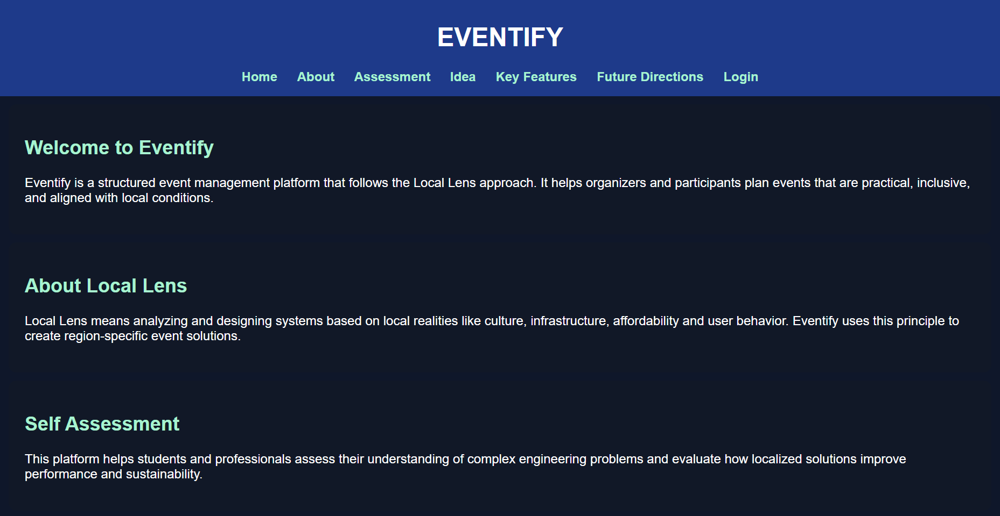 EVENTIFY
Home About Assessment Idea Key Features Future Directions Login
Welcome to Eventify
Eventify is a structured event management platform that follows the Local Lens approach. It helps organizers and participants plan events that are practical, inclusive,
and aligned with local conditions.
About Local Lens
Local Lens means analyzing and designing systems based on local realities like culture, infrastructure, affordability and user behavior. Eventify uses this principle to
create region-specific event solutions.
Self Assessment
This platform helps students and professionals assess their understanding of complex engineering problems and evaluate how localized solutions improve
performance and sustainability.